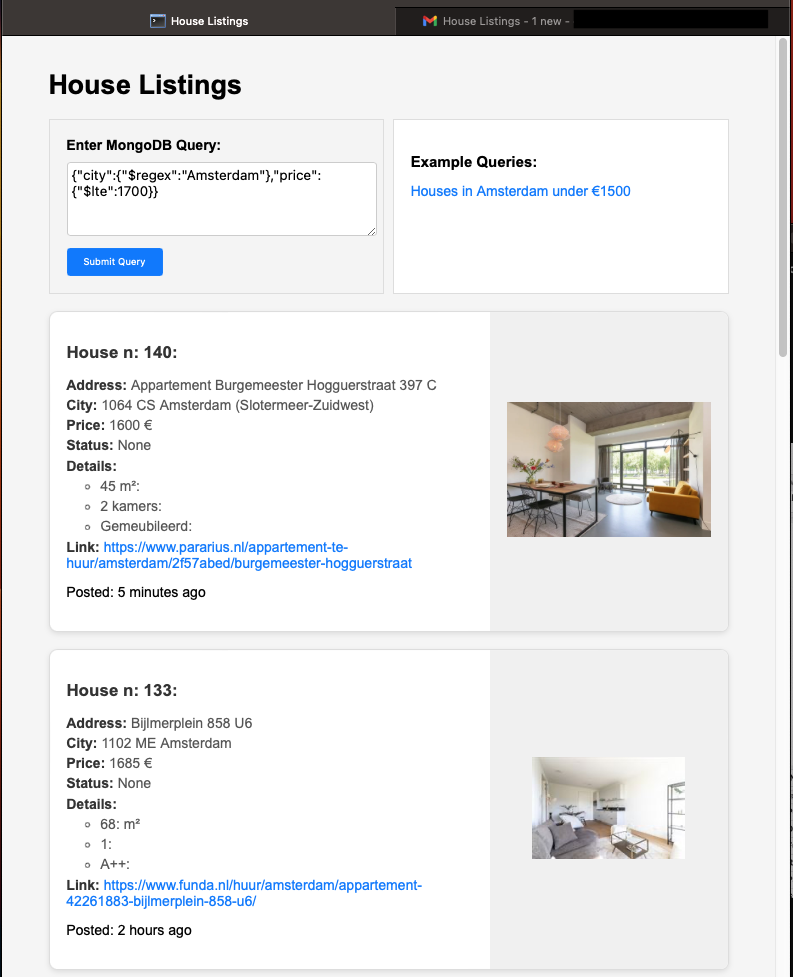 House Listings
House Listings - 1 new -
House Listings
Enter MongoDB Query:
{"city":{"$regex":"Amsterdam"},"price":
{"$lte":1700}}
Submit Query
Example Queries:
Houses in Amsterdam under €1500
House n: 140:
Address: Appartement Burgemeester Hogguerstraat 397 C
City: 1064 CS Amsterdam (Slotermeer-Zuidwest)
Price: 1600 €
Status: None
Details:
45 m²:
2 kamers:
Gemeubileerd:
Link: https://www.pararius.nl/appartement-te-
huur/amsterdam/2f57abed/burgemeester-hogguerstraat
Posted: 5 minutes ago
House n: 133:
Address: Bijlmerplein 858 U6
City: 1102 ME Amsterdam
Price: 1685 €
Status: None
Details:
68: m²
1:
A++:
Link: https://www.funda.nl/huur/amsterdam/appartement-
42261883-bijlmerplein-858-u6/
Posted: 2 hours ago